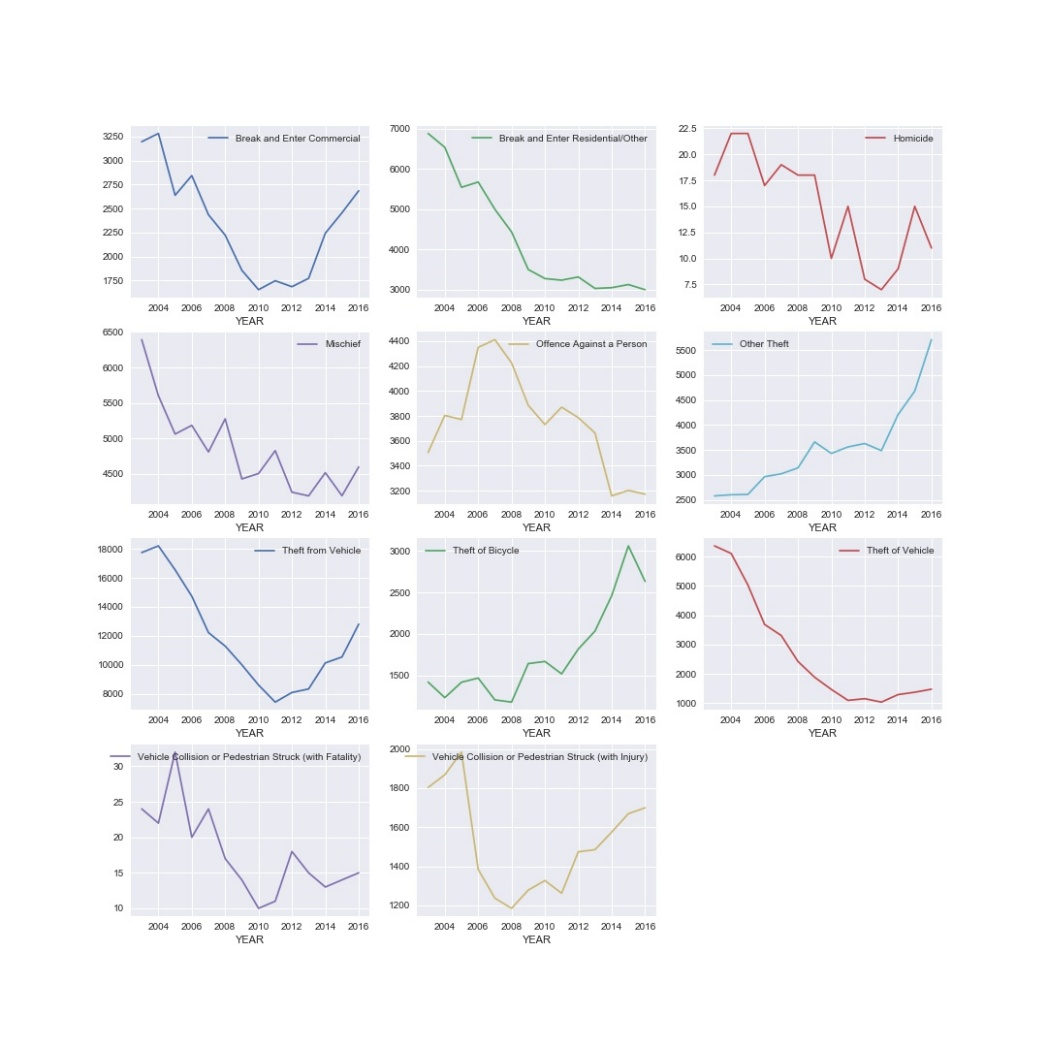 Break and Enter Commercial
3250
3000
2750
2500
2250
2000
1750
2004 2006 2008 2010 2012 2014 2016
YEAR
Break and Enter Residential/Other
7000
6000
5000
4000
3000
2004 2006 2008 2010 2012 2014 2016
YEAR
Homicide
22.5
20.0
17.5
15.0
12.5
10.0
7.5
2004 2006 2008 2010 2012 2014 2016
YEAR
Mischief
6500
6000
5500
5000
4500
2004 2006 2008 2010 2012 2014 2016
YEAR
Offence Against a Person
4400
4200
4000
3800
3600
3400
3200
2004 2006 2008 2010 2012 2014 2016
YEAR
Other Theft
5500
5000
4500
4000
3500
3000
2500
2004 2006 2008 2010 2012 2014 2016
YEAR
Theft from Vehicle
18000
16000
14000
12000
10000
8000
2004 2006 2008 2010 2012 2014 2016
YEAR
Theft of Bicycle
3000
2500
2000
1500
2004 2006 2008 2010 2012 2014 2016
YEAR
Theft of Vehicle
6000
5000
4000
3000
2000
1000
2004 2006 2008 2010 2012 2014 2016
YEAR
Vehicle Collision or Pedestrian Struck (with Fatality)
30
25
20
15
10
2004 2006 2008 2010 2012 2014 2016
YEAR
Vehicle Collision or Pedestrian Struck (with Injury)
2000
1800
1600
1400
1200
2004 2006 2008 2010 2012 2014 2016
YEAR